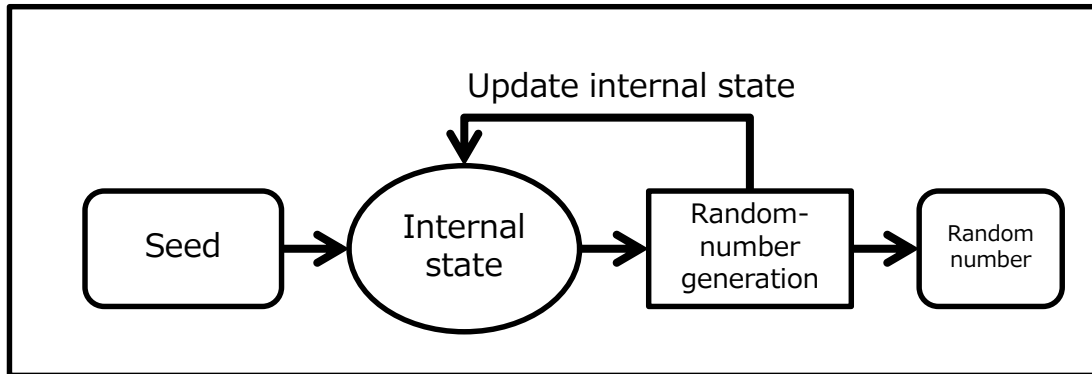 Update internal state
Seed
Internal
state
Random-
number
generation
Random
number